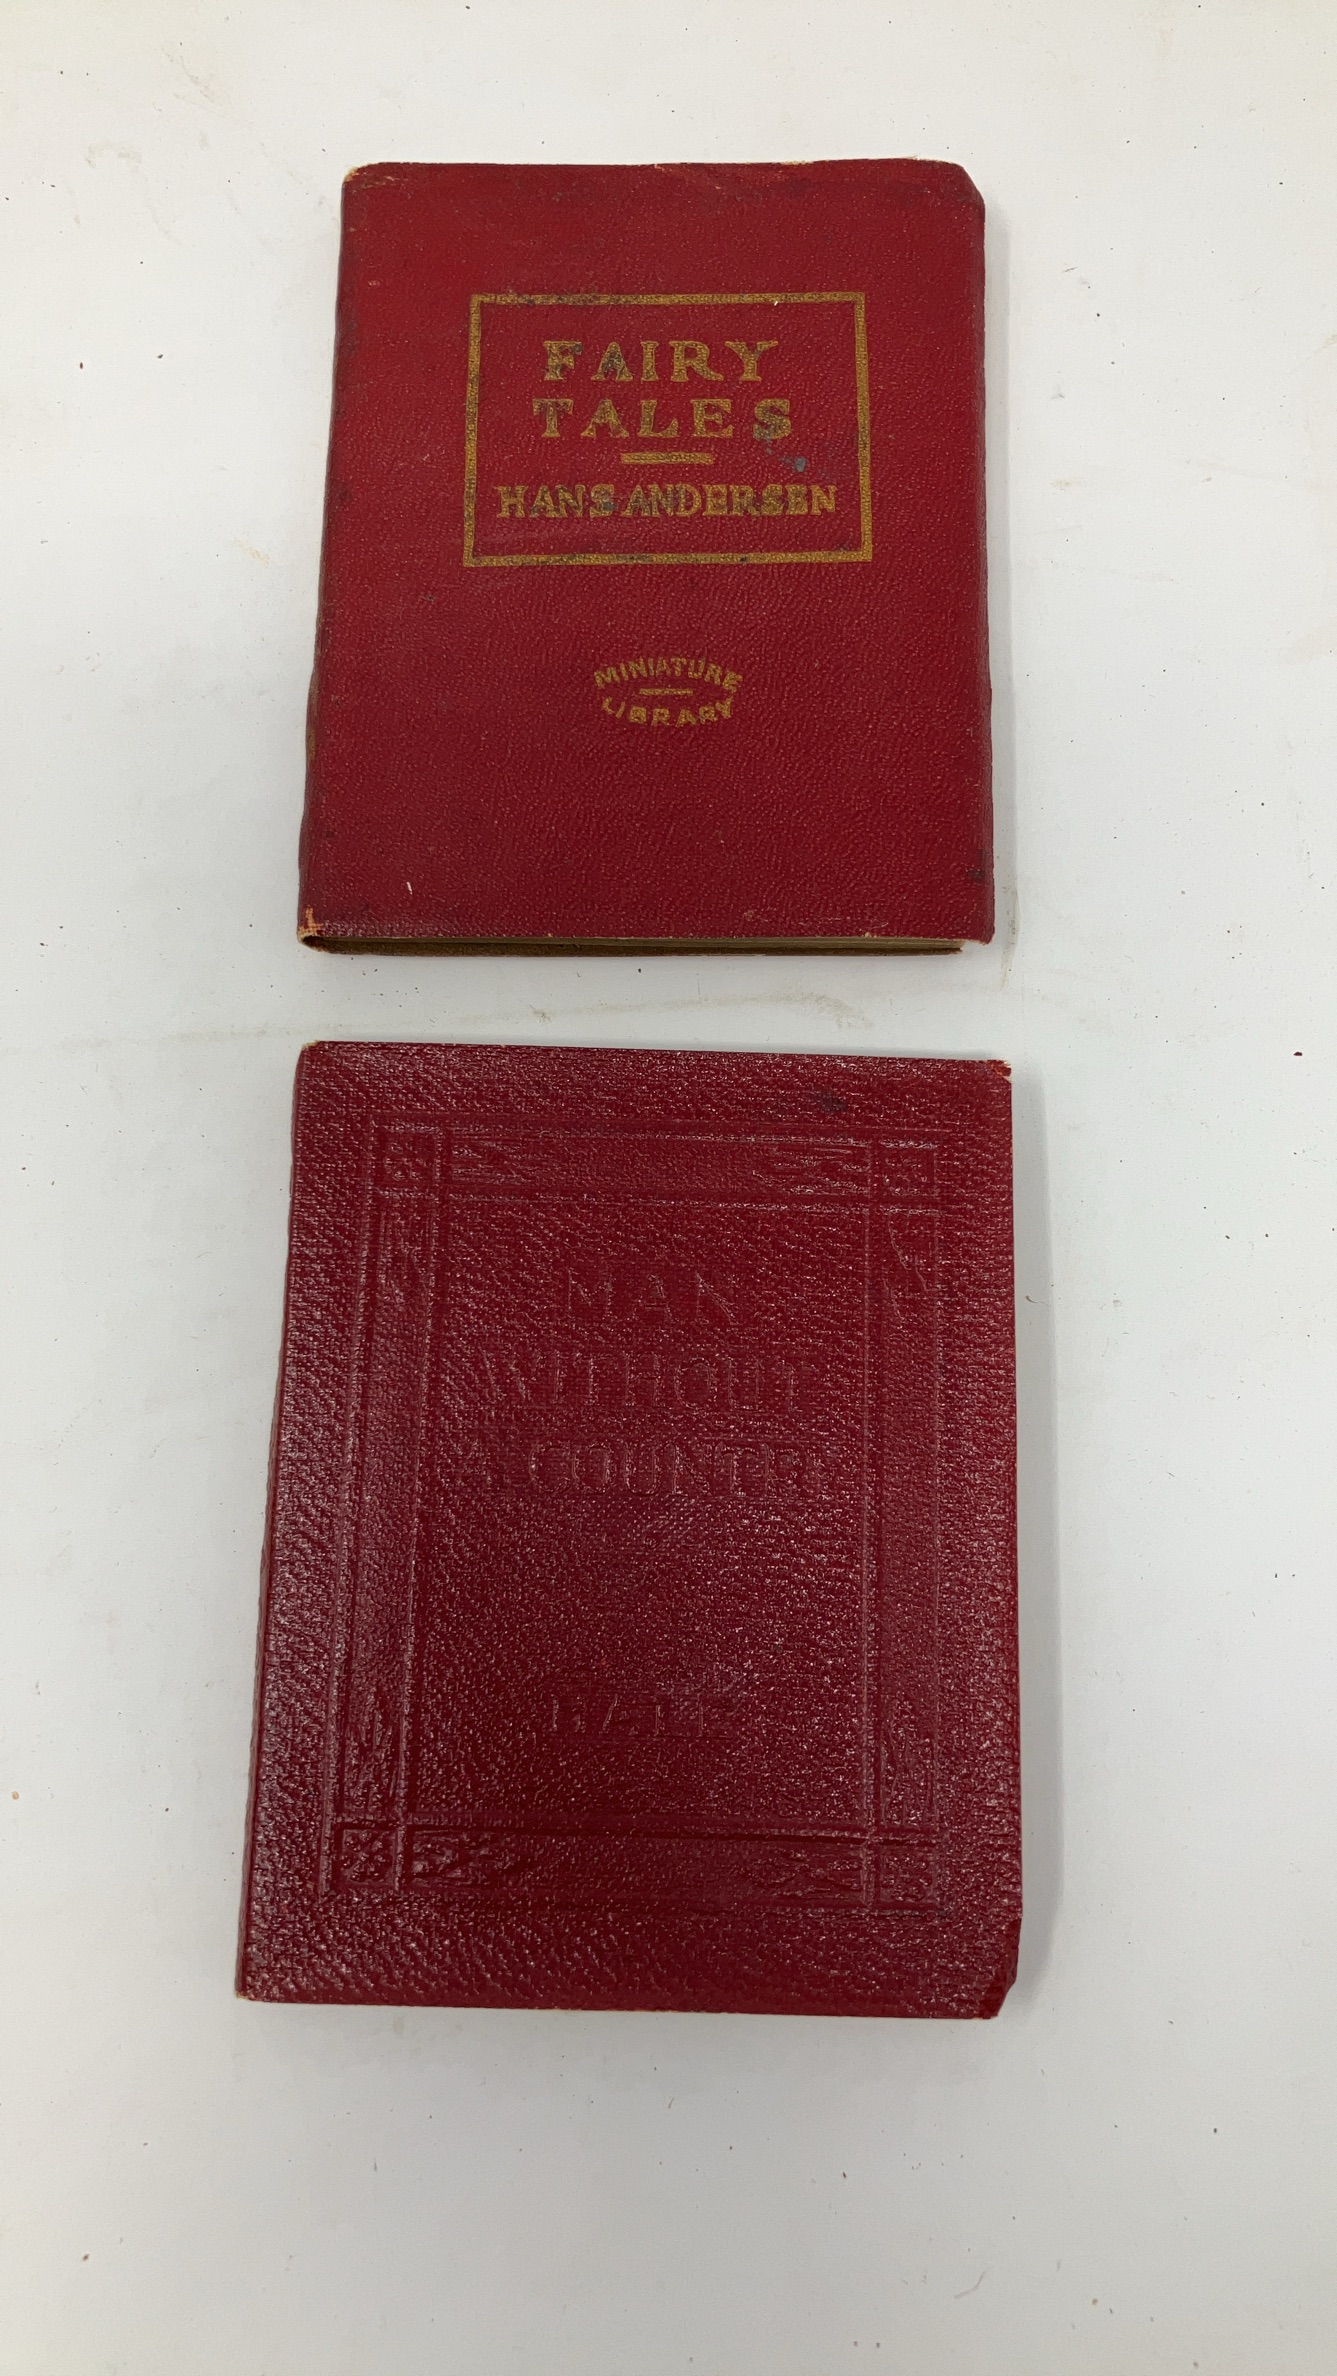 FAIRY
TALES
HANS ANDERSEN
MINIATURE
LIBRARY
MAN
WITHOUT
A COUNTRY
HALE